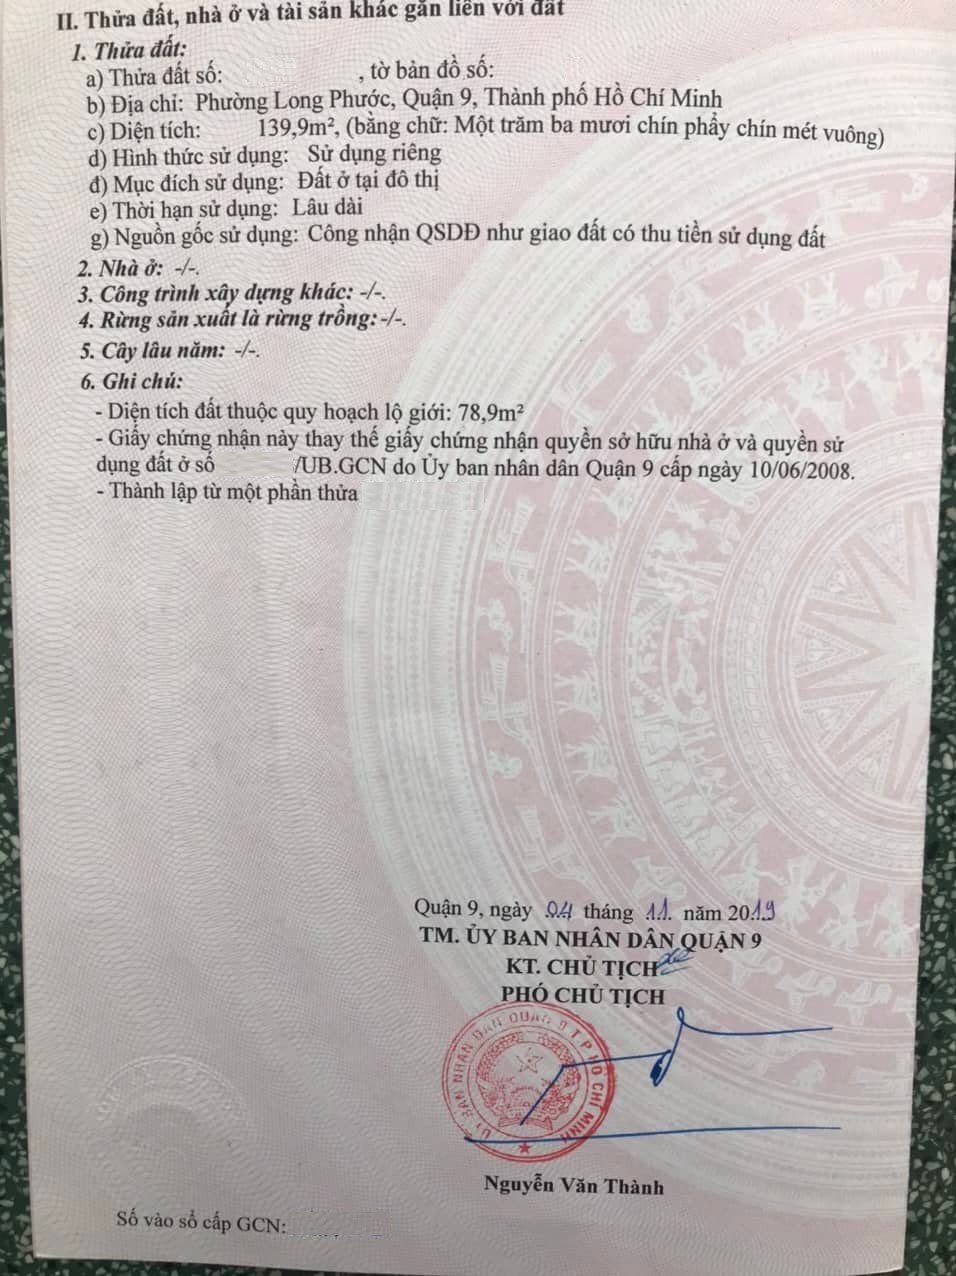 II. Thửa đất, nhà ở và tài sản khác gắn liền với đất
1. Thửa đất:
a) Thửa đất số: , tờ bản đồ số:
b) Địa chỉ: Phường Long Phước, Quận 9, Thành phố Hồ Chí Minh
c) Diện tích: 139,9m², (bằng chữ: Một trăm ba mươi chín phẩy chín mét vuông)
d) Hình thức sử dụng: Sử dụng riêng
đ) Mục đích sử dụng: Đất ở tại đô thị
e) Thời hạn sử dụng: Lâu dài
g) Nguồn gốc sử dụng: Công nhận QSDĐ như giao đất có thu tiền sử dụng đất
2. Nhà ở: -/-.
3. Công trình xây dựng khác: -/-.
4. Rừng sản xuất là rừng trồng: -/-.
5. Cây lâu năm: -/-.
6. Ghi chú:
- Diện tích đất thuộc quy hoạch lộ giới: 78,9m²
- Giấy chứng nhận này thay thế giấy chứng nhận quyền sở hữu nhà ở và quyền sử
dụng đất ở số /UB.GCN do Ủy ban nhân dân Quận 9 cấp ngày 10/06/2008.
- Thành lập từ một phần thửa
Quận 9, ngày 04 tháng 11 năm 2019
TM. ỦY BAN NHÂN DÂN QUẬN 9
KT. CHỦ TỊCH
PHÓ CHỦ TỊCH
ỦY BAN NHÂN DÂN QUẬN 9 T.P HỒ CHÍ MINH
Nguyễn Văn Thành
Số vào sổ cấp GCN: